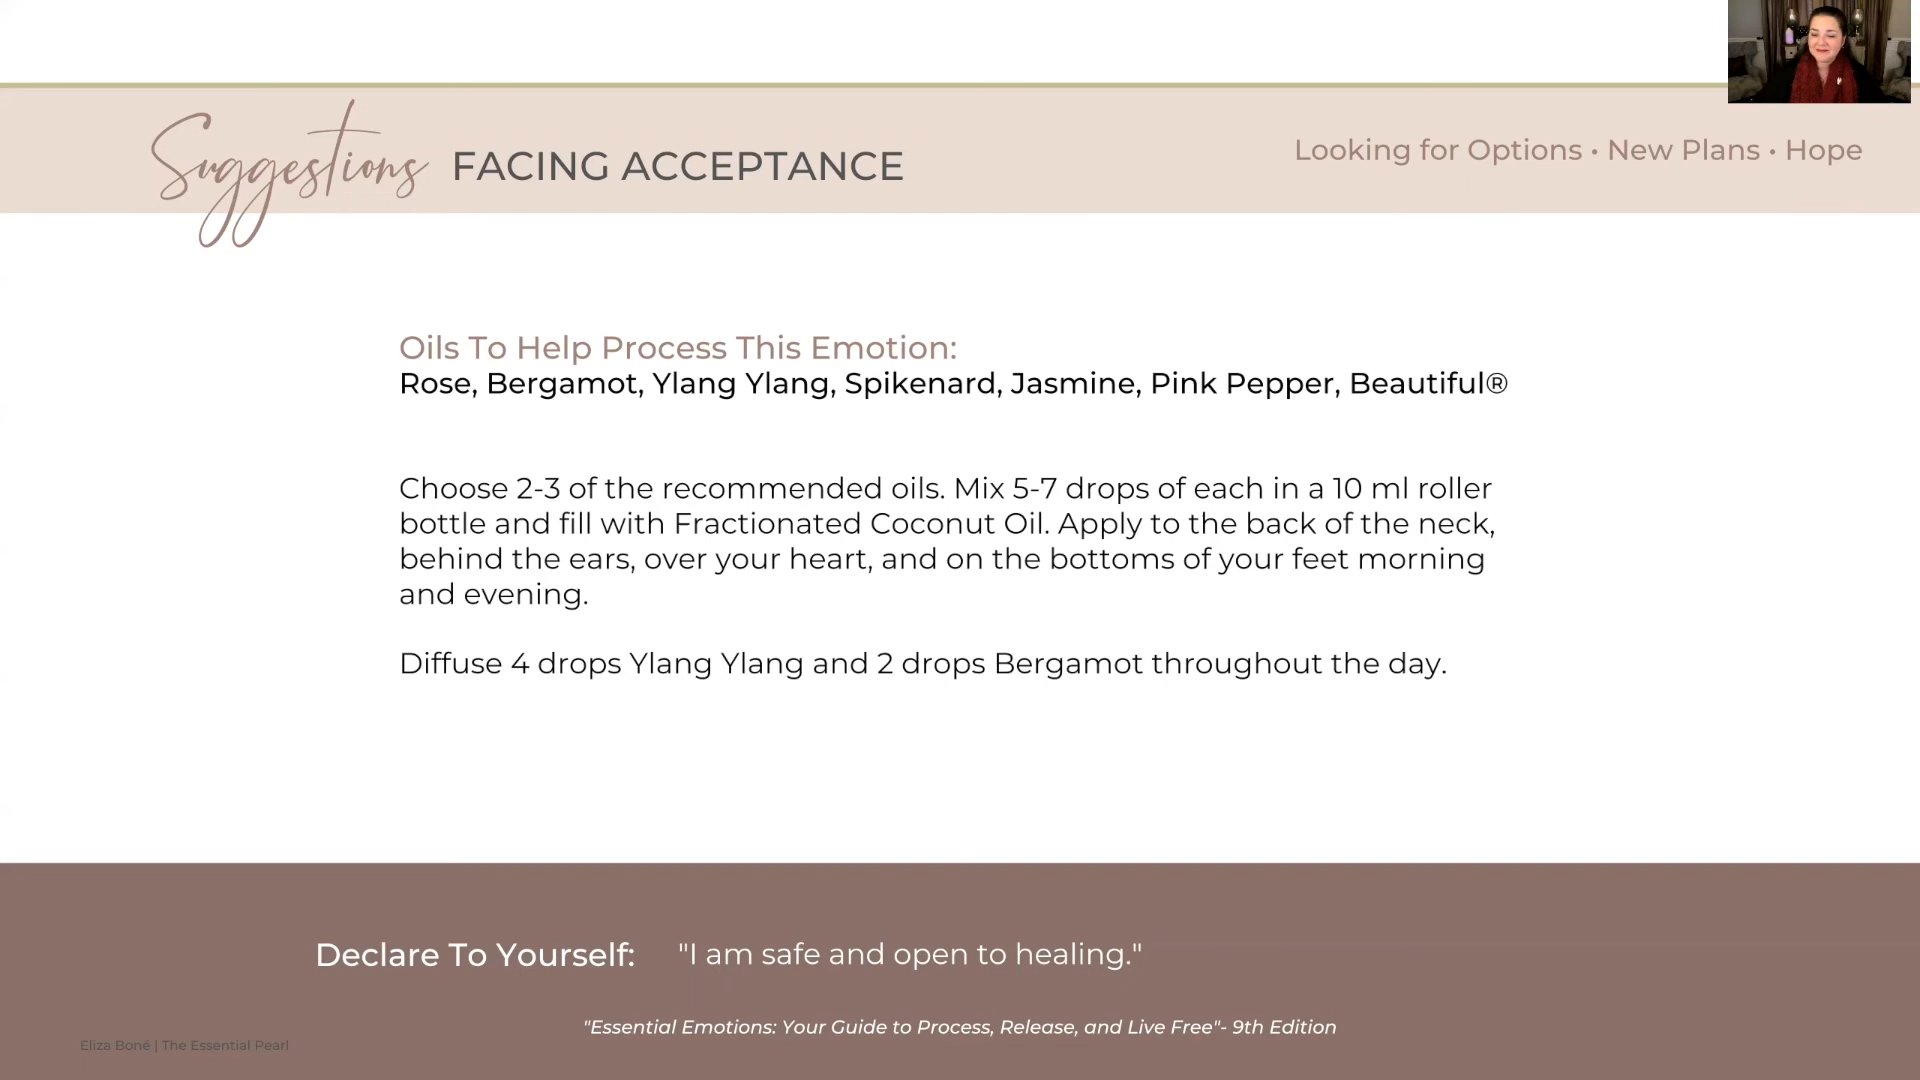 Suggestions FACING ACCEPTANCE
Looking for Options • New Plans • Hope
Oils To Help Process This Emotion:
Rose, Bergamot, Ylang Ylang, Spikenard, Jasmine, Pink Pepper, Beautiful®
Choose 2-3 of the recommended oils. Mix 5-7 drops of each in a 10 ml roller
bottle and fill with Fractionated Coconut Oil. Apply to the back of the neck,
behind the ears, over your heart, and on the bottoms of your feet morning
and evening.
Diffuse 4 drops Ylang Ylang and 2 drops Bergamot throughout the day.
Declare To Yourself: "I am safe and open to healing."
"Essential Emotions: Your Guide to Process, Release, and Live Free"- 9th Edition
Eliza Boné | The Essential Pearl